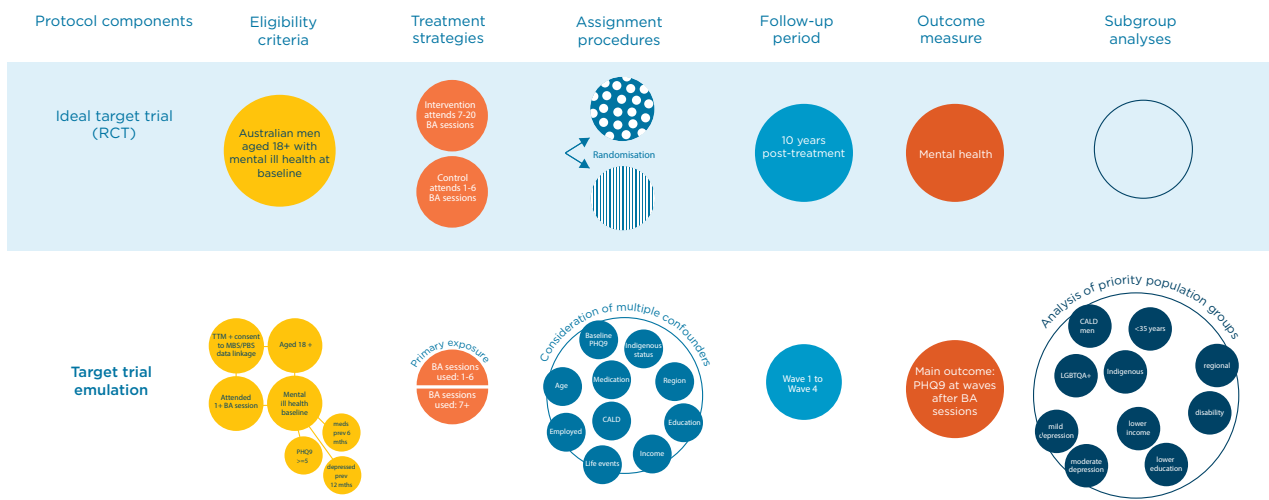 Protocol components
Eligibility
criteria
Treatment
strategies
Assignment
procedures
Follow-up
period
Outcome
measure
Subgroup
analyses
Ideal target trial
(RCT)
Australian men
aged 18+ with
mental ill health at
baseline
Intervention
attends 7-20
BA sessions
Control
attends 1-6
BA sessions
Randomisation
10 years
post-treatment
Mental health
Target trial
emulation
TTM + consent
to MBS/PBS
data linkage
Aged 18 +
Attended
1+ BA session
Mental
ill health
baseline
meds
prev 6
mths
PHQ9
>=5
depressed
prev
12 mths
Primary exposure
BA sessions
used: 1-6
BA sessions
used: 7+
Consideration of multiple confounders
Baseline
PHQ9
Indigenous
status
Age
Medication
Region
CALD
Education
Employed
Life events
Income
Wave 1 to
Wave 4
Main outcome:
PHQ9 at waves
after BA
sessions
Analysis of priority population groups
CALD
men
<35 years
LGBTQA+
Indigenous
regional
disability
mild
depression
lower
income
moderate
depression
lower
education